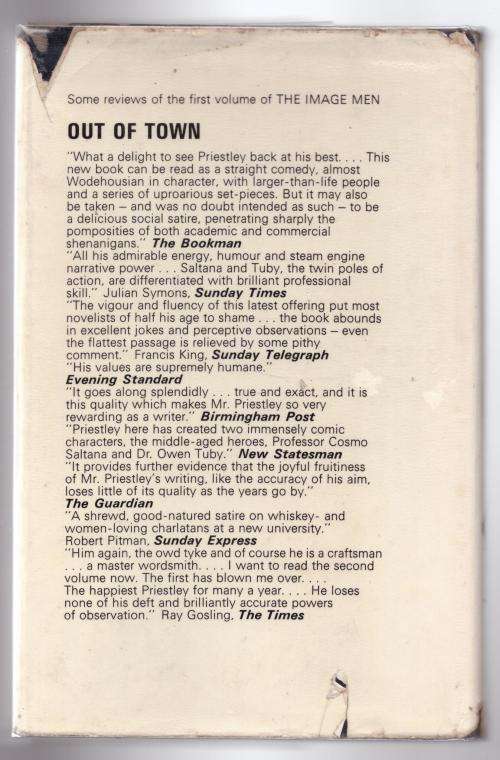 Some reviews of the first volume of THE IMAGE MEN
OUT OF TOWN
"What a delight to see Priestley back at his best. . . . This
new book can be read as a straight comedy, almost
Wodehousian in character, with larger-than-life people
and a series of uproarious set-pieces. But it may also
be taken – and was no doubt intended as such – to be
a delicious social satire, penetrating sharply the
pomposities of both academic and commercial
shenanigans." The Bookman
"All his admirable energy, humour and steam engine
narrative power . . . Saltana and Tuby, the twin poles of
action, are differentiated with brilliant professional
skill." Julian Symons, Sunday Times
"The vigour and fluency of this latest offering put most
novelists of half his age to shame . . . the book abounds
in excellent jokes and perceptive observations – even
the flattest passage is relieved by some pithy
comment." Francis King, Sunday Telegraph
"His values are supremely humane."
Evening Standard
"It goes along splendidly . . . true and exact, and it is
this quality which makes Mr. Priestley so very
rewarding as a writer." Birmingham Post
"Priestley here has created two immensely comic
characters, the middle-aged heroes, Professor Cosmo
Saltana and Dr. Owen Tuby." New Statesman
"It provides further evidence that the joyful fruitiness
of Mr. Priestley's writing, like the accuracy of his aim,
loses little of its quality as the years go by."
The Guardian
"A shrewd, good-natured satire on whiskey- and
women-loving charlatans at a new university."
Robert Pitman, Sunday Express
"Him again, the owd tyke and of course he is a craftsman
. . . a master wordsmith. . . . I want to read the second
volume now. The first has blown me over. . . .
The happiest Priestley for many a year. . . . He loses
none of his deft and brilliantly accurate powers
of observation." Ray Gosling, The Times